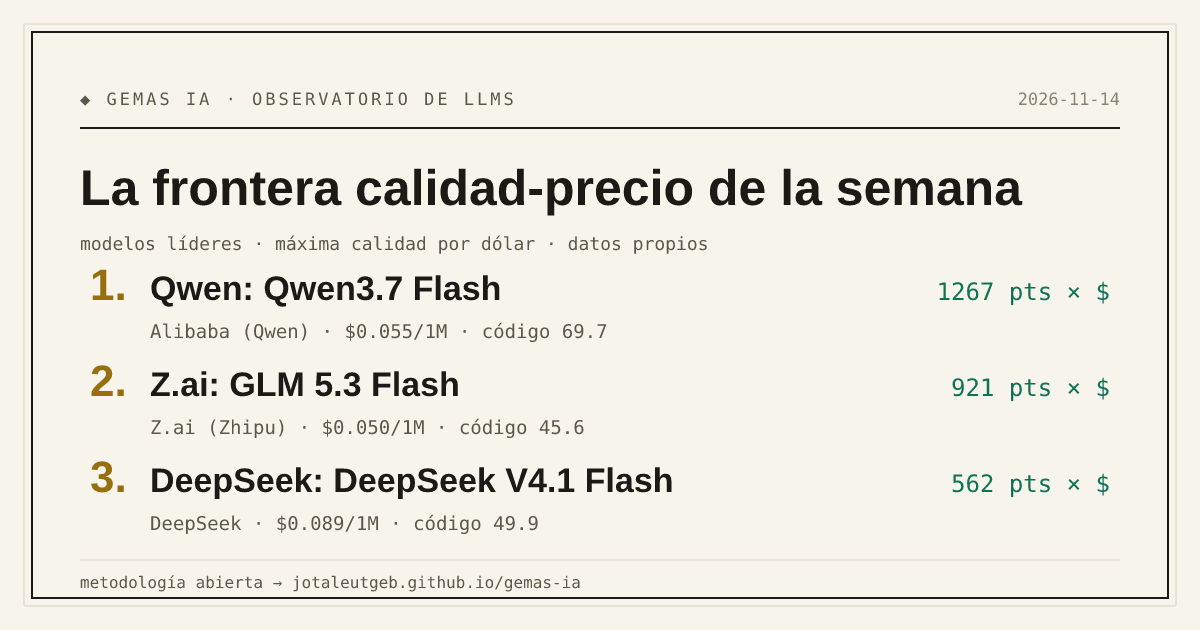 ◆ GEMAS IA · OBSERVATORIO DE LLMS
2026-11-14
La frontera calidad-precio de la semana
modelos líderes · máxima calidad por dólar · datos propios
1. Qwen: Qwen3.7 Flash 1267 pts × $
Alibaba (Qwen) · $0.055/1M · código 69.7
2. Z.ai: GLM 5.3 Flash 921 pts × $
Z.ai (Zhipu) · $0.050/1M · código 45.6
3. DeepSeek: DeepSeek V4.1 Flash 562 pts × $
DeepSeek · $0.089/1M · código 49.9
metodología abierta → jotaleutgeb.github.io/gemas-ia